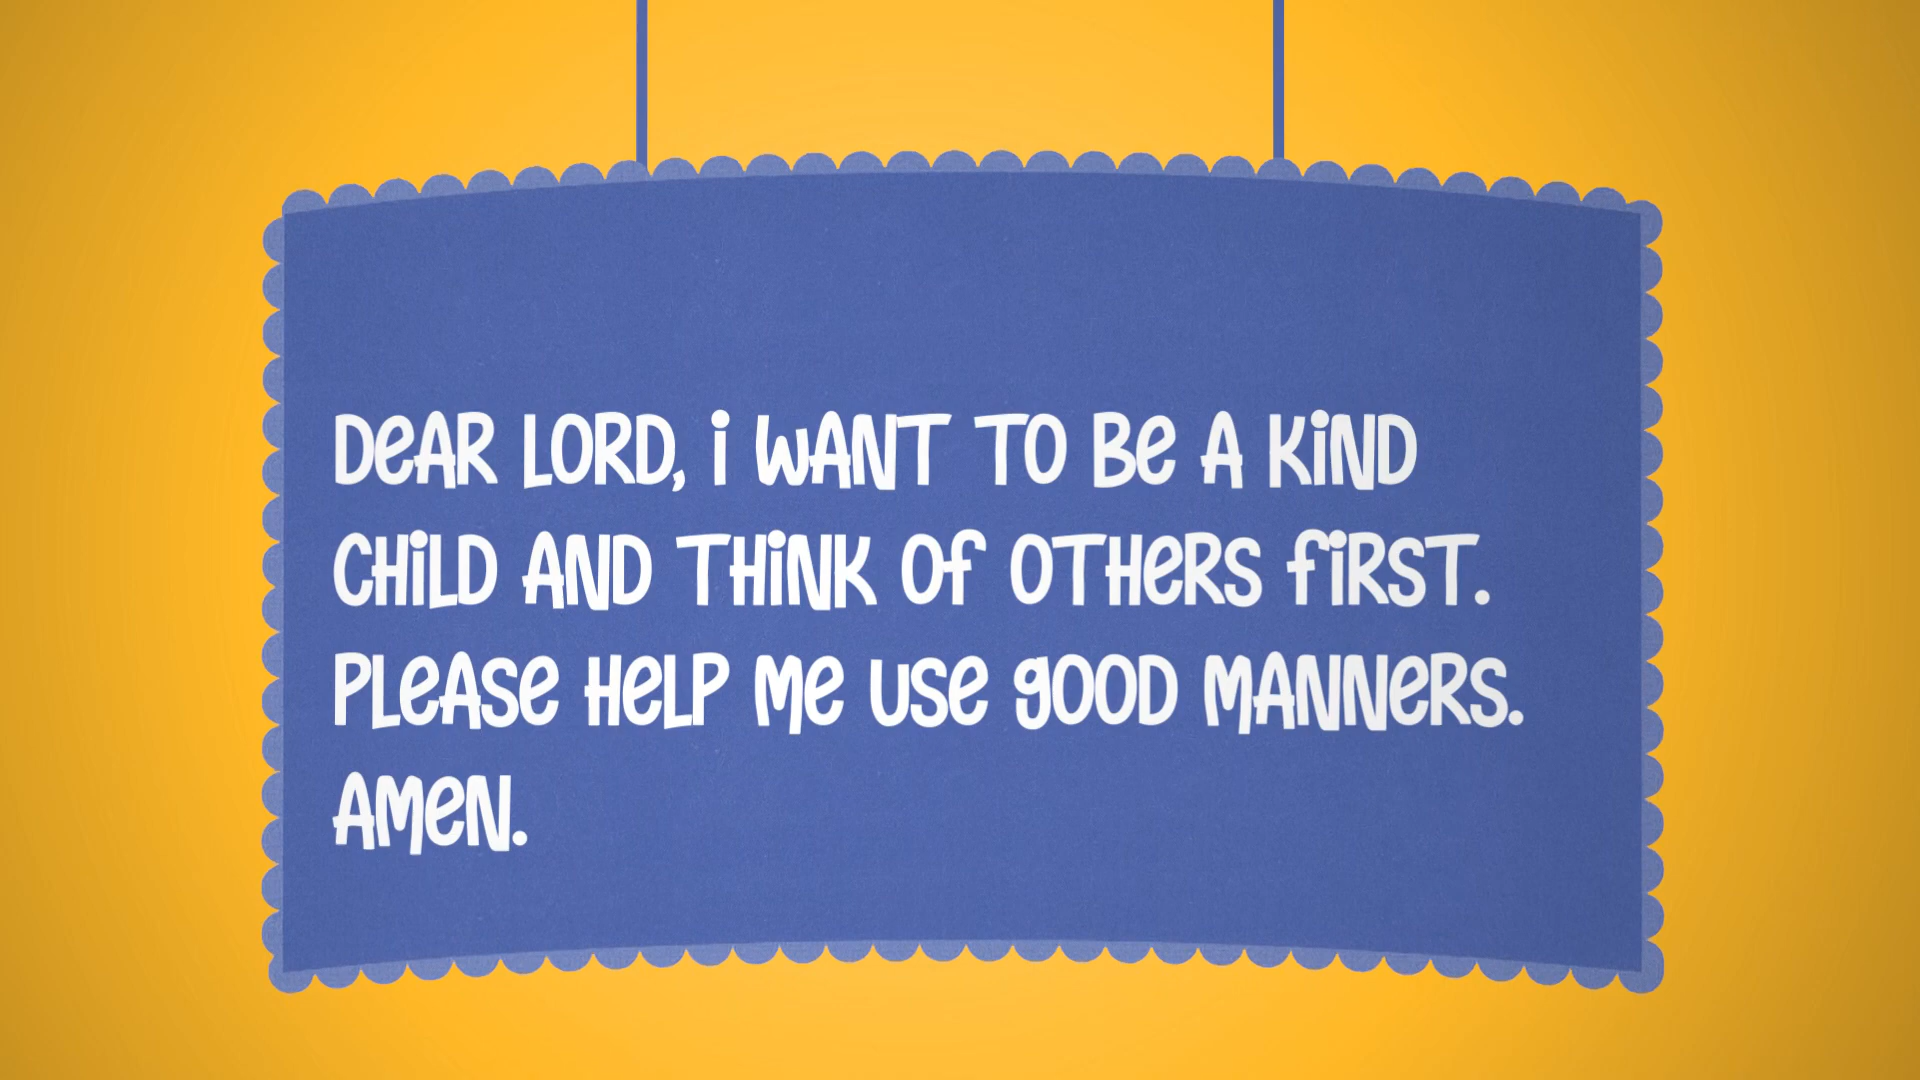 DeAR LORD, i WANT TO Be A KiND
CHiLD AND THiNK Of OTHeRS fiRST.
PLeASe HeLP Me uSe gOOD MANNeRS.
AMeN.